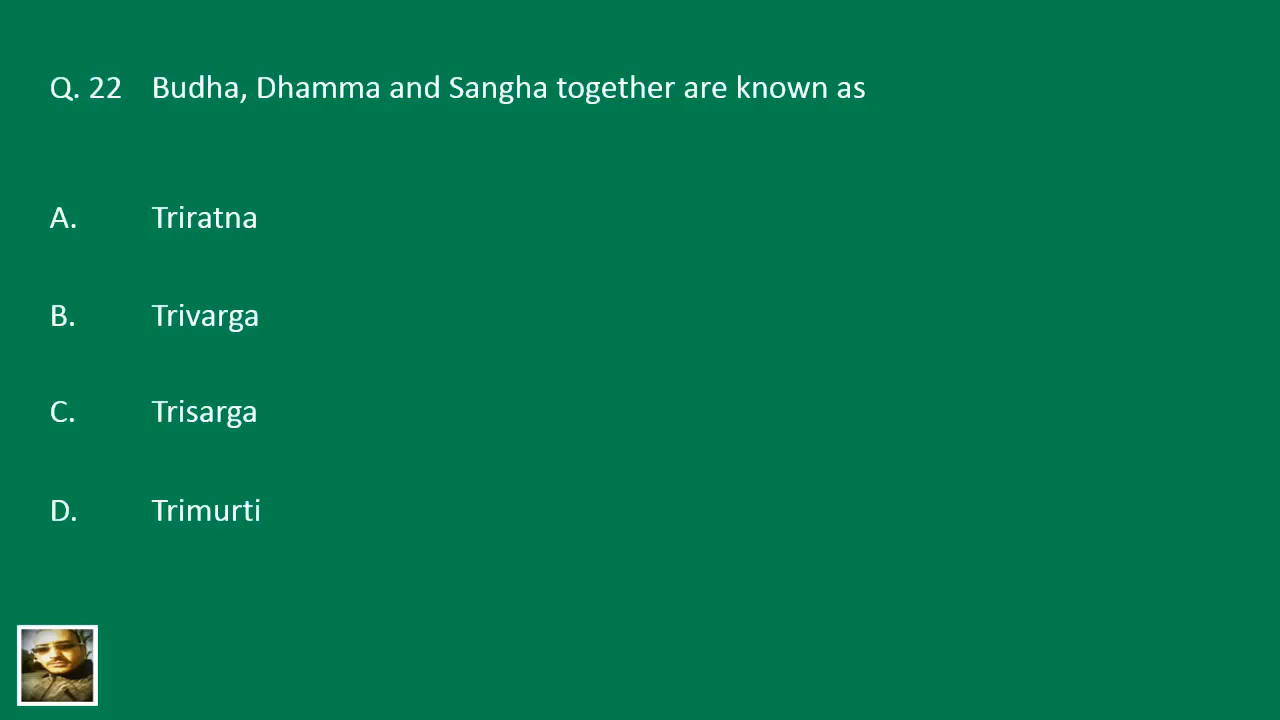 Q. 22 Budha, Dhamma and Sangha together are known as
A. Triratna
B. Trivarga
C. Trisarga
D. Trimurti